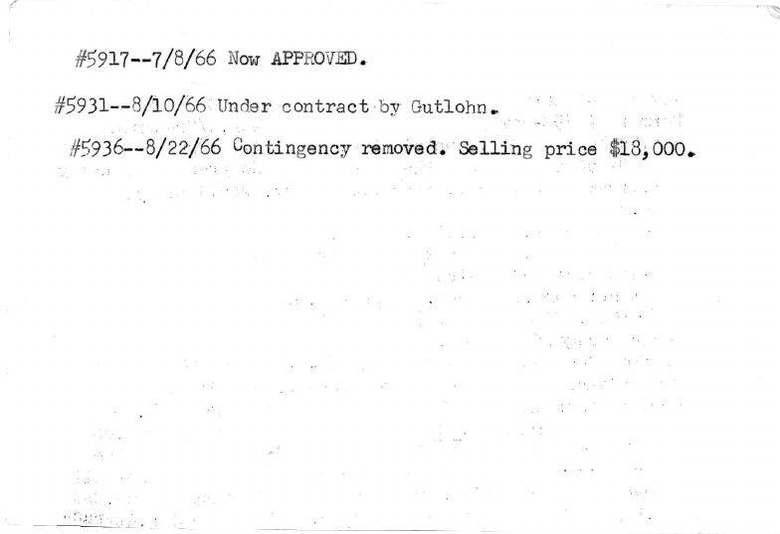 #5917--7/8/66 Now APPROVED.
#5931--8/10/66 Under contract by Gutlohn.
#5936--8/22/66 Contingency removed. Selling price $18,000.